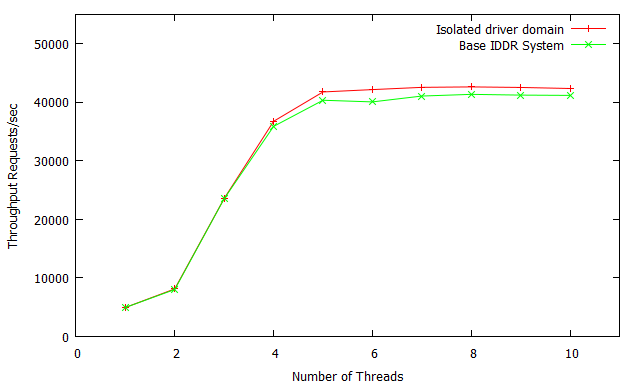 50000
40000
30000
20000
10000
0
Throughput Requests/sec
Isolated driver domain
Base IDDR System
0 2 4 6 8 10
Number of Threads